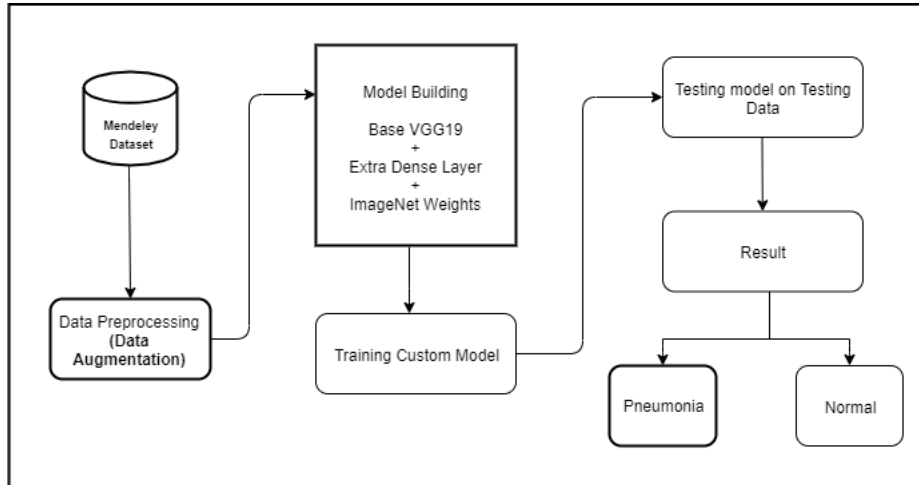 Mendeley
Dataset
Data Preprocessing
(Data
Augmentation)
Model Building
Base VGG19
+
Extra Dense Layer
+
ImageNet Weights
Training Custom Model
Testing model on Testing
Data
Result
Pneumonia
Normal